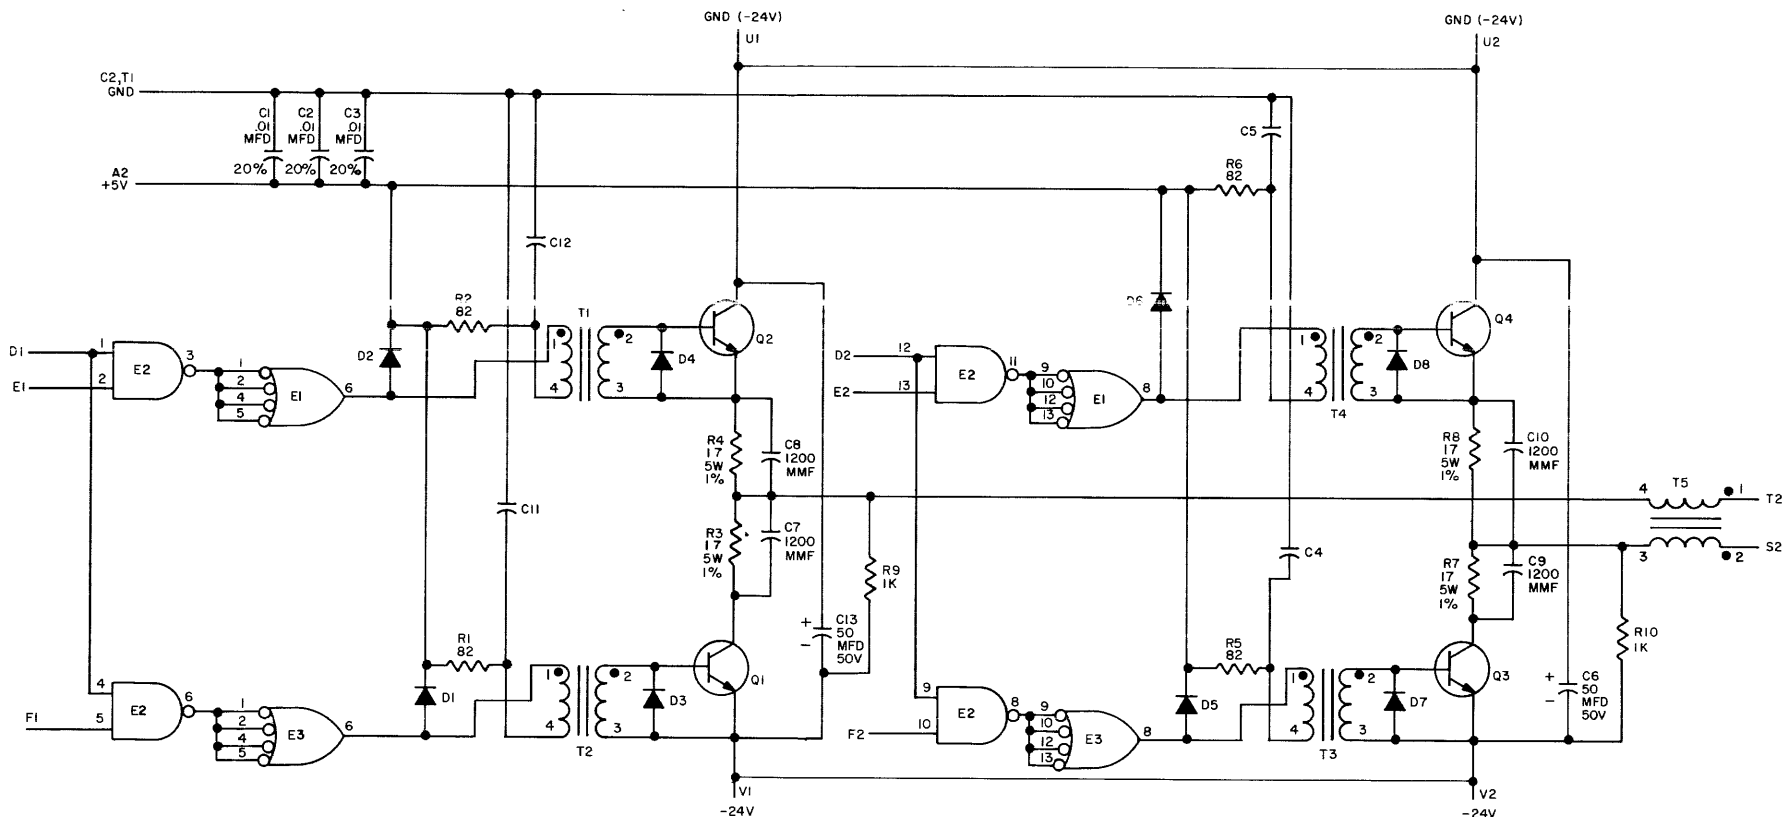 GND (-24V)
U1
GND (-24V)
U2
C2,T1
GND
C1
.01
MFD
20%
C2
.01
MFD
20%
C3
.01
MFD
20%
A2
+5V
C5
R6
82
C12
R2
82
T1
1
4
2
3
D2
D4
Q2
D6
T4
1
4
2
3
D8
Q4
D1
1
E1
2
E2
3
1
2
4
5
E1
6
D2
12
E2
13
E2
11
9
10
12
13
E1
8
R4
17
5W
1%
C8
1200
MMF
R8
17
5W
1%
C10
1200
MMF
C11
R3
17
5W
1%
C7
1200
MMF
R9
1K
C4
R7
17
5W
1%
C9
1200
MMF
4
T5
1
T2
3
2
S2
R1
82
T2
1
4
2
3
D1
D3
Q1
+
-
C13
50
MFD
50V
R5
82
T3
1
4
2
3
D5
D7
Q3
+
-
C6
50
MFD
50V
R10
1K
4
F1
5
E2
6
1
2
4
5
E3
6
9
F2
10
E2
8
9
10
12
13
E3
8
V1
-24V
V2
-24V